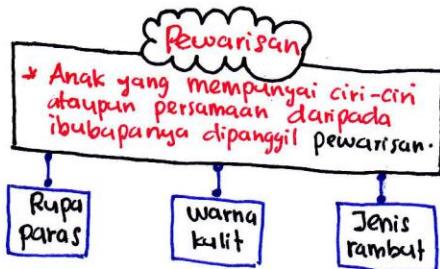 Pewarisan
* Anak yang mempunyai ciri-ciri
ataupun persamaan daripada
ibubapanya dipanggil pewarisan.
Rupa
paras
warna
kulit
Jenis
rambut